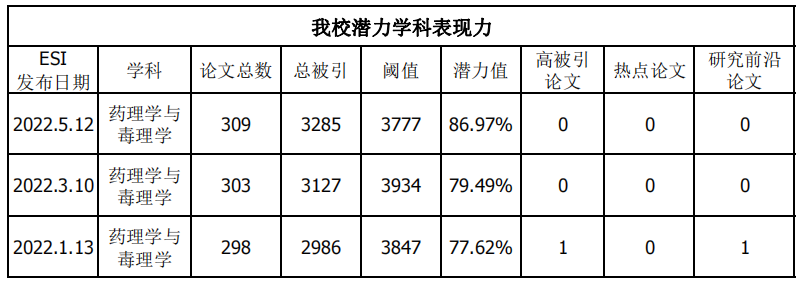 我校潜力学科表现力
ESI
发布日期
学科
论文总数
总被引
阈值
潜力值
高被引
论文
热点论文
研究前沿
论文
2022.5.12
药理学与
毒理学
309
3285
3777
86.97%
0
0
0
2022.3.10
药理学与
毒理学
303
3127
3934
79.49%
0
0
0
2022.1.13
药理学与
毒理学
298
2986
3847
77.62%
1
0
1